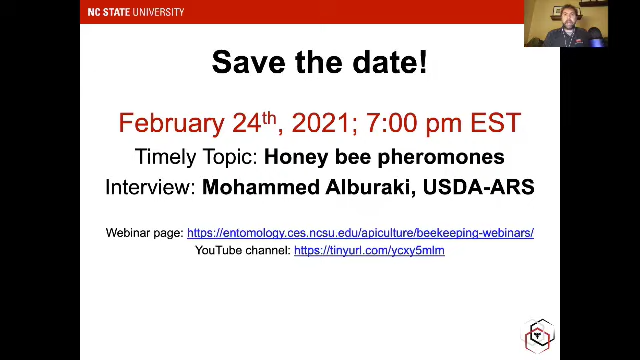 NC STATE UNIVERSITY
Save the date!
February 24th, 2021; 7:00 pm EST
Timely Topic: Honey bee pheromones
Interview: Mohammed Alburaki, USDA-ARS
Webinar page: https://entomology.ces.ncsu.edu/apiculture/beekeeping-webinars/
YouTube channel: https://tinyurl.com/ycxy5mlm